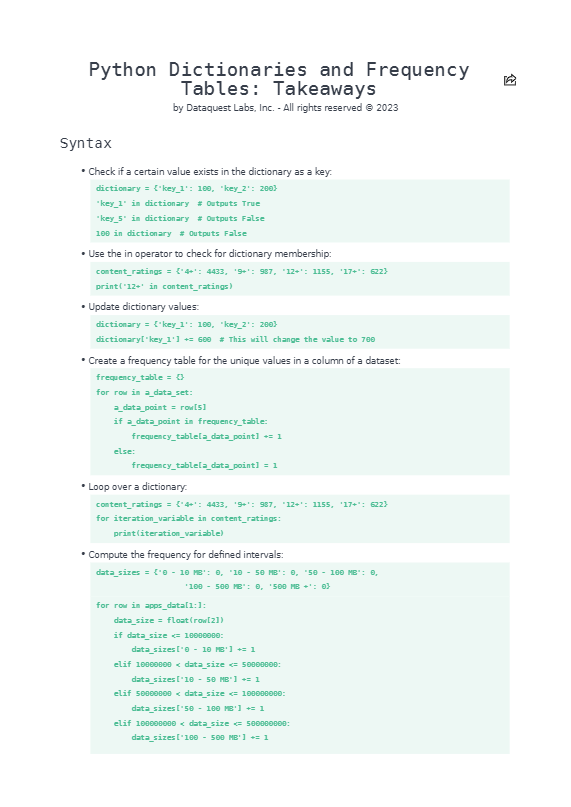 Python Dictionaries and Frequency
Tables: Takeaways
by Dataquest Labs, Inc. - All rights reserved © 2023
Syntax
• Check if a certain value exists in the dictionary as a key:
dictionary = {'key_1': 100, 'key_2': 200}
'key_1' in dictionary  # Outputs True
'key_5' in dictionary  # Outputs False
100 in dictionary  # Outputs False
• Use the in operator to check for dictionary membership:
content_ratings = {'4+': 4433, '9+': 987, '12+': 1155, '17+': 622}
print('12+' in content_ratings)
• Update dictionary values:
dictionary = {'key_1': 100, 'key_2': 200}
dictionary['key_1'] += 600  # This will change the value to 700
• Create a frequency table for the unique values in a column of a dataset:
frequency_table = {}
for row in a_data_set:
    a_data_point = row[5]
    if a_data_point in frequency_table:
        frequency_table[a_data_point] += 1
    else:
        frequency_table[a_data_point] = 1
• Loop over a dictionary:
content_ratings = {'4+': 4433, '9+': 987, '12+': 1155, '17+': 622}
for iteration_variable in content_ratings:
    print(iteration_variable)
• Compute the frequency for defined intervals:
data_sizes = {'0 - 10 MB': 0, '10 - 50 MB': 0, '50 - 100 MB': 0,
                    '100 - 500 MB': 0, '500 MB +': 0}
for row in apps_data[1:]:
    data_size = float(row[2])
    if data_size <= 10000000:
        data_sizes['0 - 10 MB'] += 1
    elif 10000000 < data_size <= 50000000:
        data_sizes['10 - 50 MB'] += 1
    elif 50000000 < data_size <= 100000000:
        data_sizes['50 - 100 MB'] += 1
    elif 100000000 < data_size <= 500000000:
        data_sizes['100 - 500 MB'] += 1